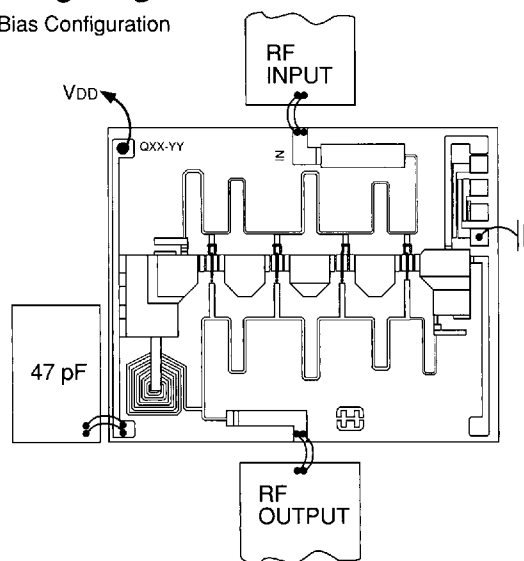 Bias Configuration
RF
INPUT
VDD
QXX-YY
IN
47 pF
RF
OUTPUT